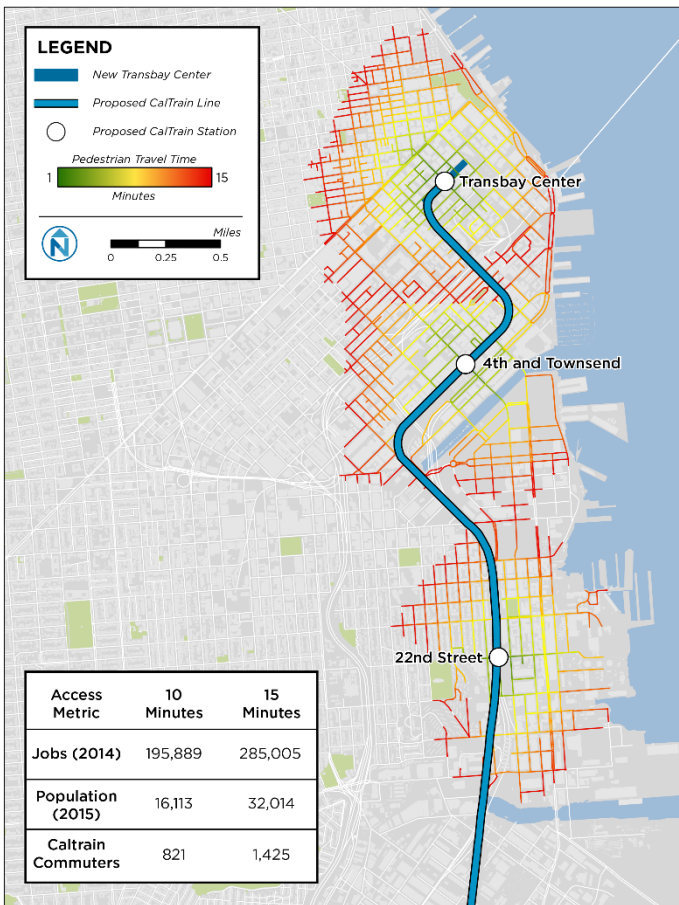 LEGEND
New Transbay Center
Proposed CalTrain Line
Proposed CalTrain Station
Pedestrian Travel Time
1 15
Minutes
N
Miles
0 0.25 0.5
Transbay Center
4th and Townsend
22nd Street
Access Metric 10 Minutes 15 Minutes
Jobs (2014) 195,889 285,005
Population (2015) 16,113 32,014
Caltrain Commuters 821 1,425